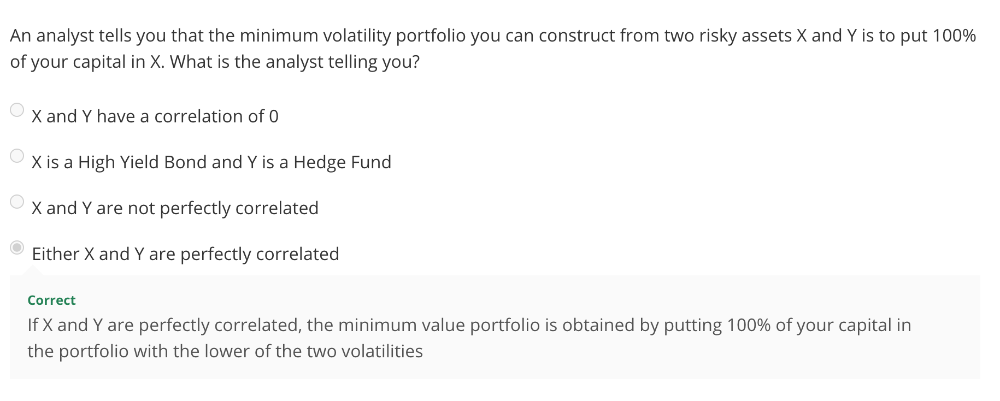 An analyst tells you that the minimum volatility portfolio you can construct from two risky assets X and Y is to put 100%
of your capital in X. What is the analyst telling you?
X and Y have a correlation of 0
X is a High Yield Bond and Y is a Hedge Fund
X and Y are not perfectly correlated
Either X and Y are perfectly correlated
Correct
If X and Y are perfectly correlated, the minimum value portfolio is obtained by putting 100% of your capital in
the portfolio with the lower of the two volatilities